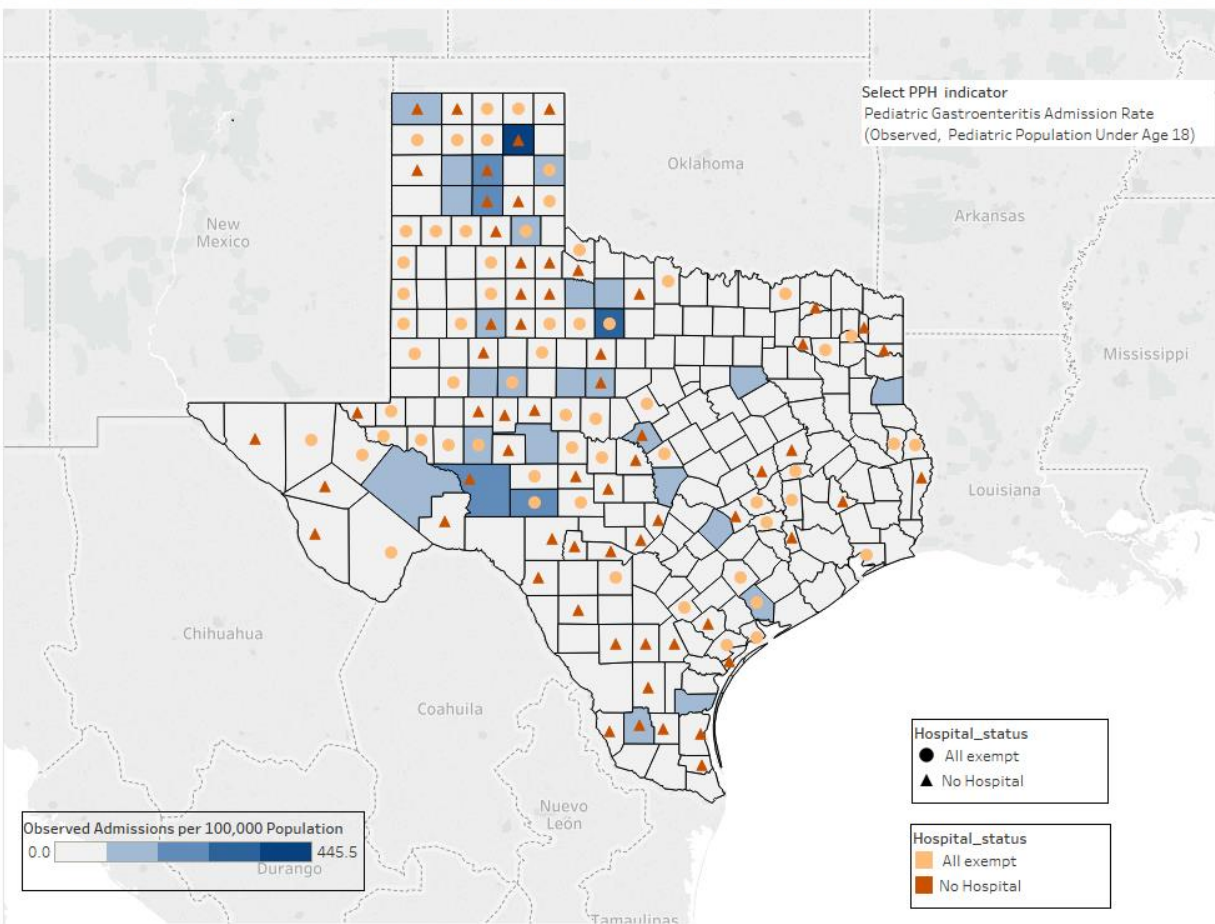 Select PPH indicator
Pediatric Gastroenteritis Admission Rate
(Observed, Pediatric Population Under Age 18)
Oklahoma
New
Mexico
Arkansas
Mississippi
Louisiana
Chihuahua
Coahuila
Nuevo
León
Durango
Tamaulipas
Hospital_status
All exempt
No Hospital
Hospital_status
All exempt
No Hospital
Observed Admissions per 100,000 Population
0.0 445.5